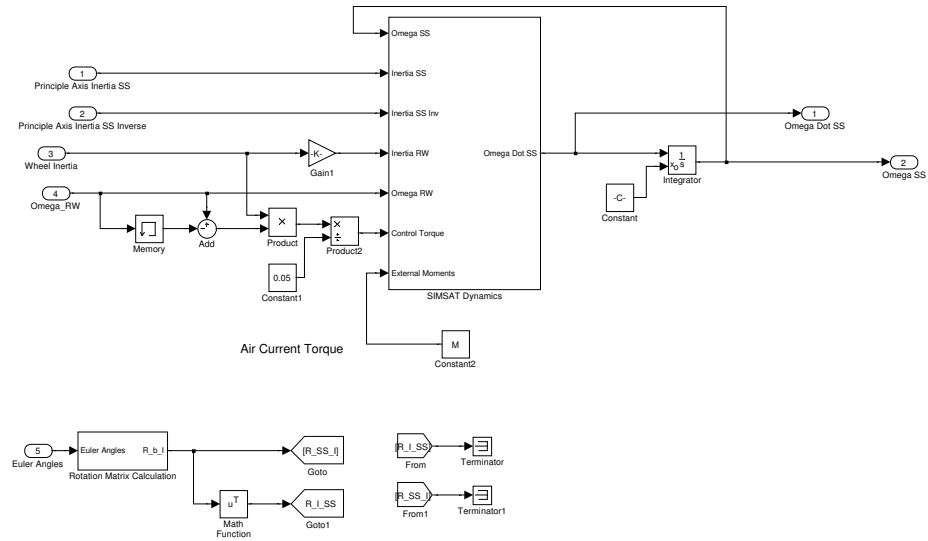 Omega SS
1
Principle Axis Inertia SS
Inertia SS
2
Principle Axis Inertia SS Inverse
Inertia SS Inv
1
Omega Dot SS
3
Wheel Inertia
-K-
Gain1
Inertia RW
Omega Dot SS
1
s
xo
Integrator
2
Omega SS
4
Omega_RW
Omega RW
-C-
Constant
Memory
-
+
Add
×
Product
×
÷
Product2
Control Torque
0.05
Constant1
External Moments
SIMSAT Dynamics
Air Current Torque
M
Constant2
5
Euler Angles
Euler Angles
R_b_I
Rotation Matrix Calculation
[R_SS_I]
Goto
[R_I_SS]
From
Terminator
uT
Math
Function
R_I_SS
Goto1
[R_SS_I]
From1
Terminator1